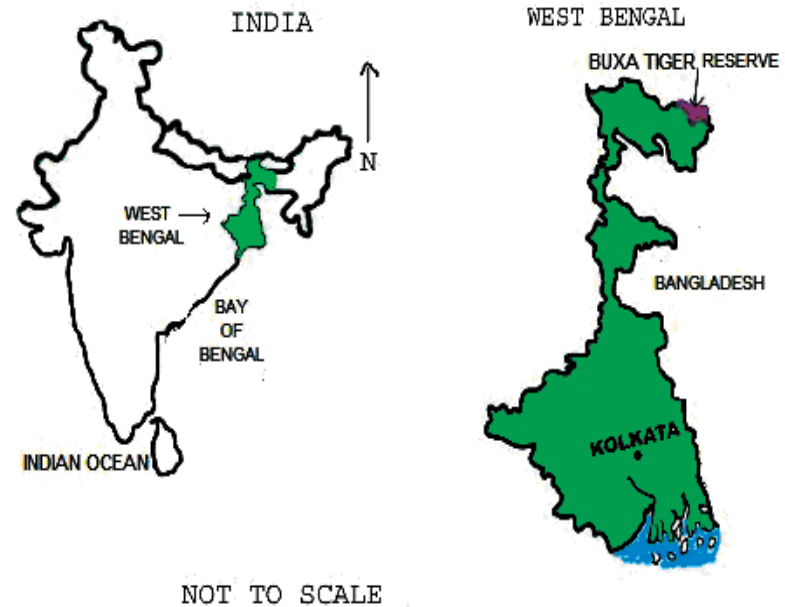 INDIA
N
WEST
BENGAL
BAY
OF
BENGAL
INDIAN OCEAN
WEST BENGAL
BUXA TIGER RESERVE
BANGLADESH
KOLKATA
NOT TO SCALE